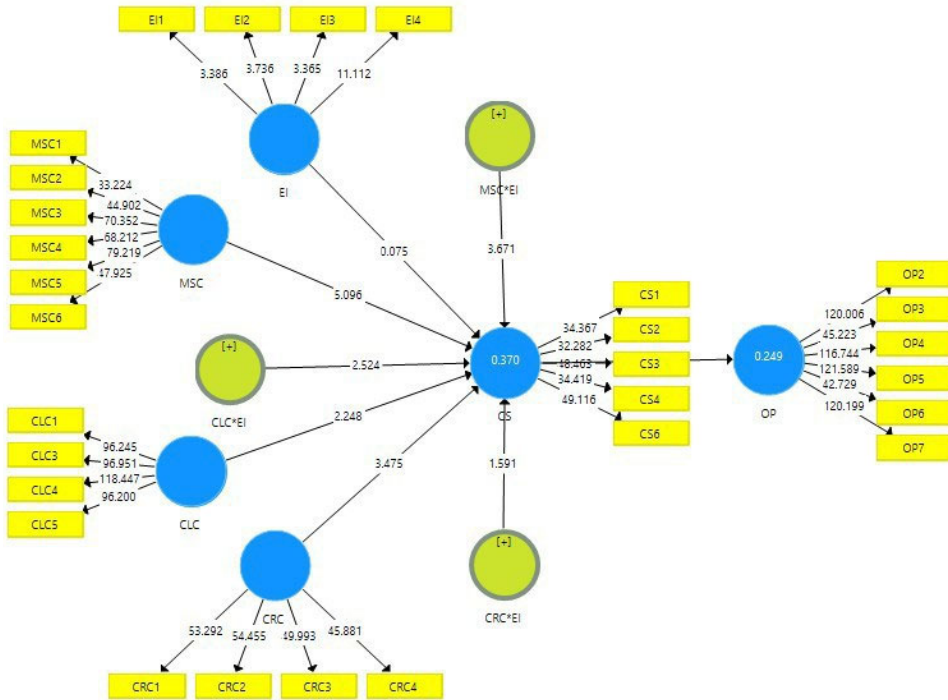 EI1
EI2
EI3
EI4
3.386
3.736
3.365
11.112
EI
[+]
MSC*EI
MSC1
MSC2
MSC3
MSC4
MSC5
MSC6
33.224
44.902
70.352
68.212
79.219
47.925
MSC
0.075
3.671
5.096
[+]
CLC*EI
2.524
2.248
3.475
0.370
CS
34.367
32.282
48.463
34.419
49.116
CS1
CS2
CS3
CS4
CS6
0.249
OP
120.006
45.223
116.744
121.589
42.729
120.199
OP2
OP3
OP4
OP5
OP6
OP7
CLC1
CLC3
CLC4
CLC5
96.245
96.951
118.447
96.200
CLC
1.591
[+]
CRC*EI
CRC
53.292
54.455
49.993
45.881
CRC1
CRC2
CRC3
CRC4